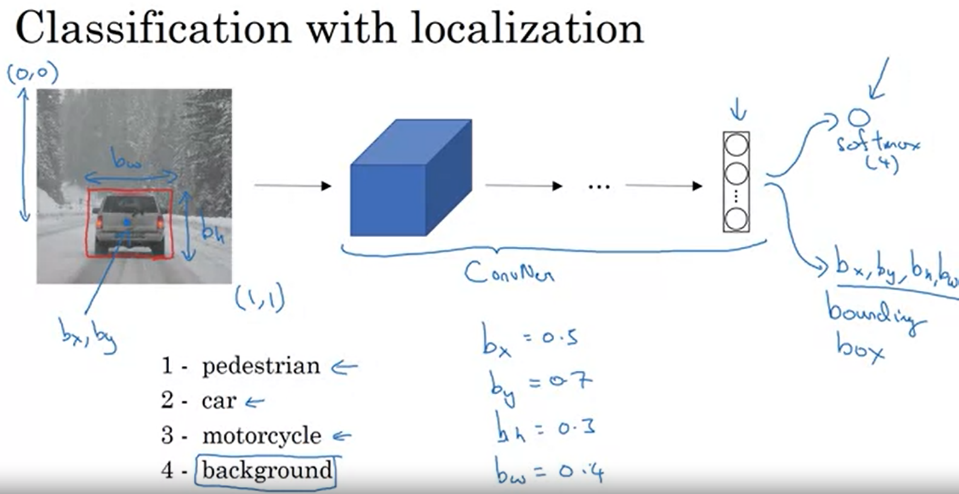 Classification with localization
(0,0)
bw
bh
bx, by
(1,1)
...
ConvNet
softmax
(4)
bx, by, bh, bw
bounding
box
1 - pedestrian
2 - car
3 - motorcycle
4 - background
bx = 0.5
by = 0.7
bh = 0.3
bw = 0.4